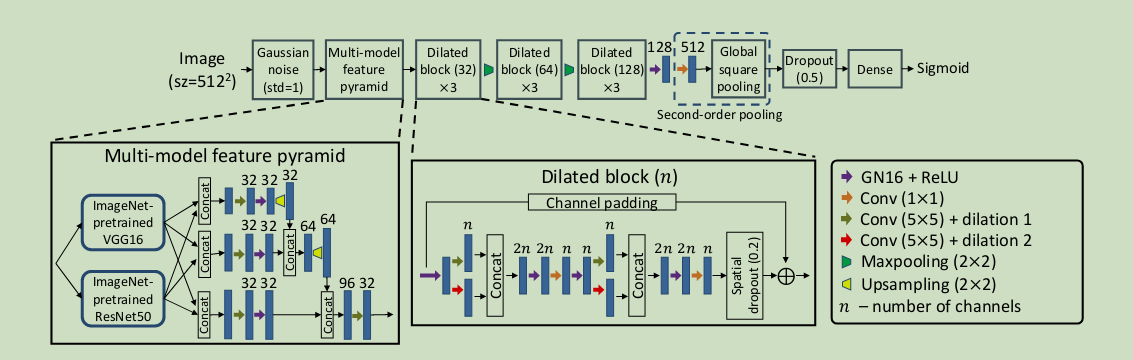 Image
(sz=512²)
Gaussian
noise
(std=1)
Multi-model
feature
pyramid
Dilated
block (32)
×3
Dilated
block (64)
×3
Dilated
block (128)
×3
128
512
Global
square
pooling
Second-order pooling
Dropout
(0.5)
Dense
Sigmoid
Multi-model feature pyramid
ImageNet-
pretrained
VGG16
ImageNet-
pretrained
ResNet50
Concat
32 32 32
Concat
32 32
Concat
64 64
Concat
32 32
Concat
96 32
Dilated block (n)
Channel padding
n
Concat
2n 2n n n
n
Concat
2n 2n n
Spatial
dropout (0.2)
GN16 + ReLU
Conv (1×1)
Conv (5×5) + dilation 1
Conv (5×5) + dilation 2
Maxpooling (2×2)
Upsampling (2×2)
n – number of channels